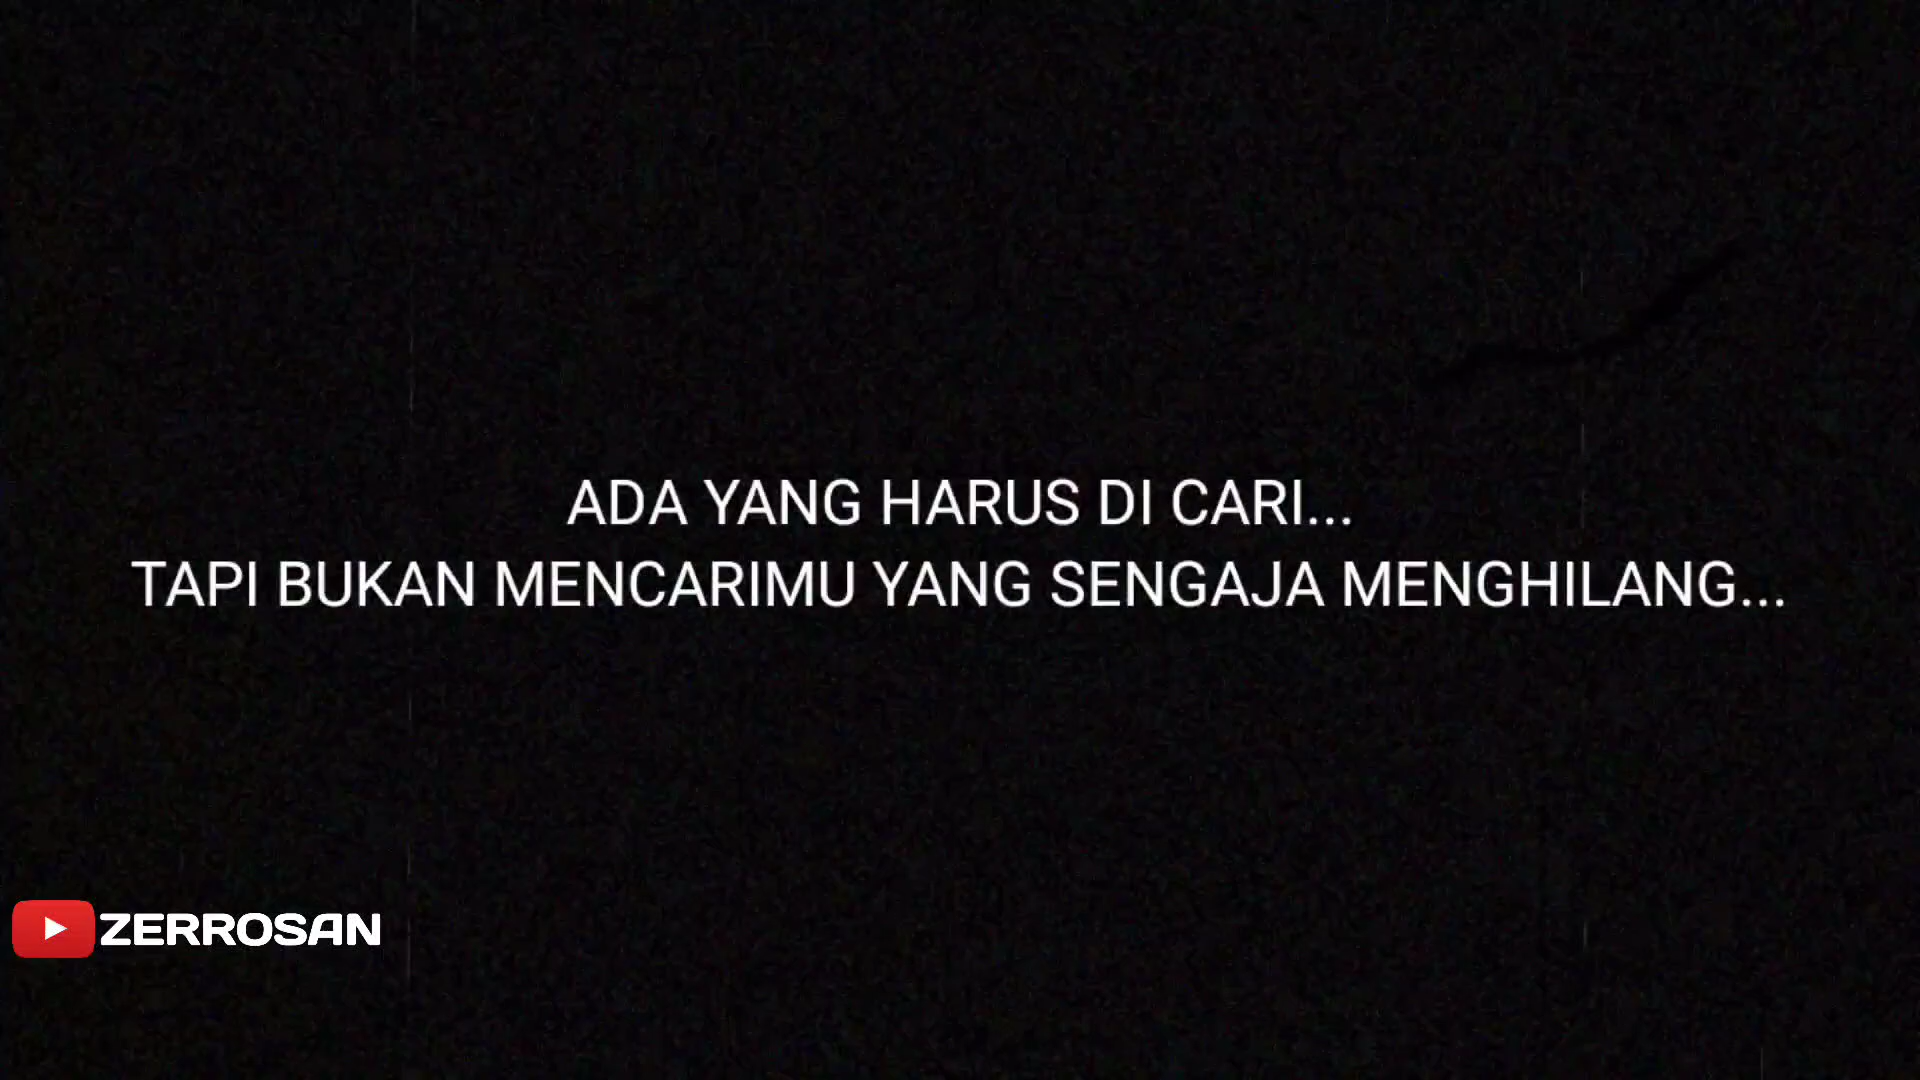 ADA YANG HARUS DI CARI...
TAPI BUKAN MENCARIMU YANG SENGAJA MENGHILANG...
ZERROSAN